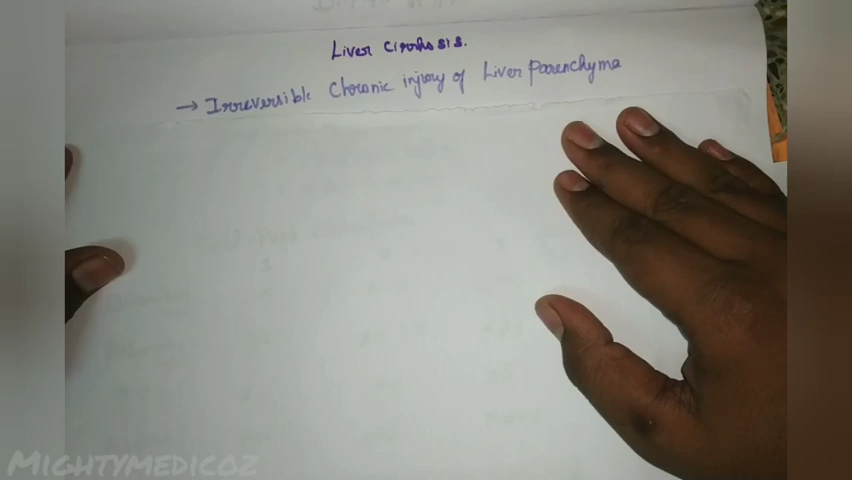 Liver cirrhosis.
→ Irreversible Chronic injury of Liver parenchyma
MIGHTYMEDICOZ